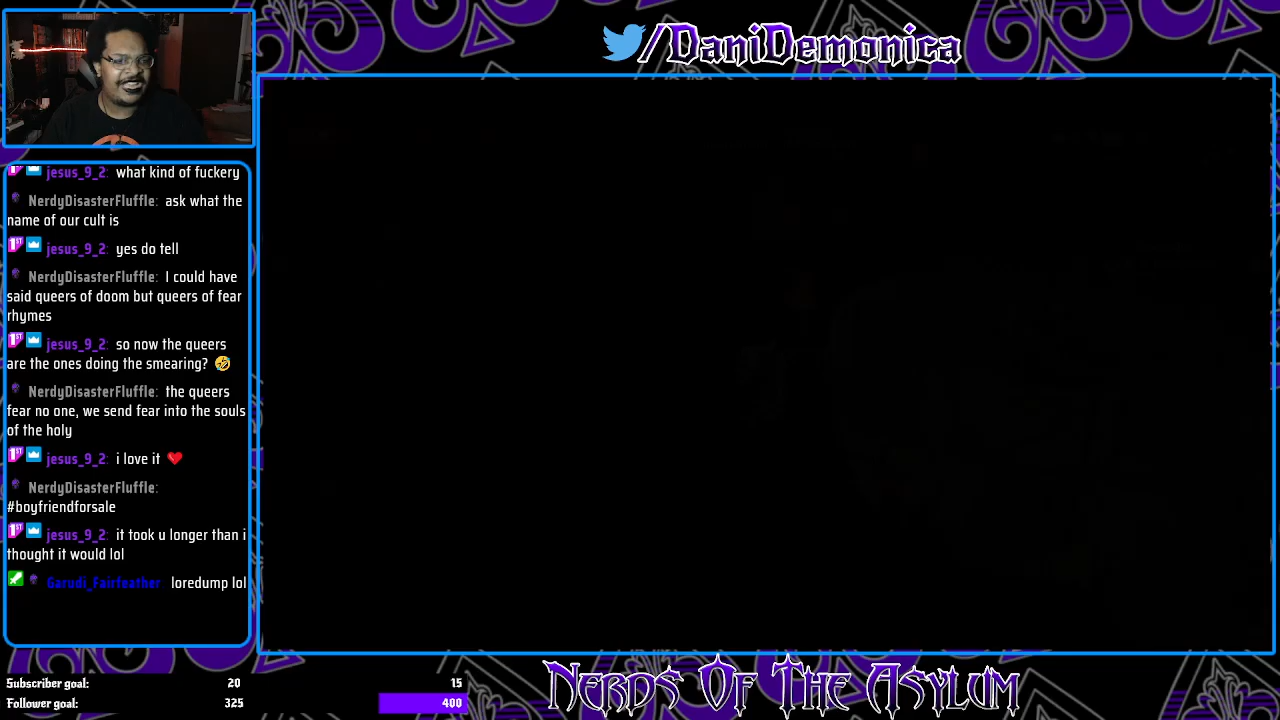 /DaniDemonica
jesus_9_2: what kind of fuckery
NerdyDisasterFluffle: ask what the
name of our cult is
jesus_9_2: yes do tell
NerdyDisasterFluffle: I could have
said queers of doom but queers of fear
rhymes
jesus_9_2: so now the queers
are the ones doing the smearing? 🤣
NerdyDisasterFluffle: the queers
fear no one, we send fear into the souls
of the holy
jesus_9_2: i love it ❤️
NerdyDisasterFluffle:
#boyfriendforsale
jesus_9_2: it took u longer than i
thought it would lol
Garudi_Fairfeather: loredump lol
Subscriber goal: 20 15
Follower goal: 325 400
Nerds Of The Asylum